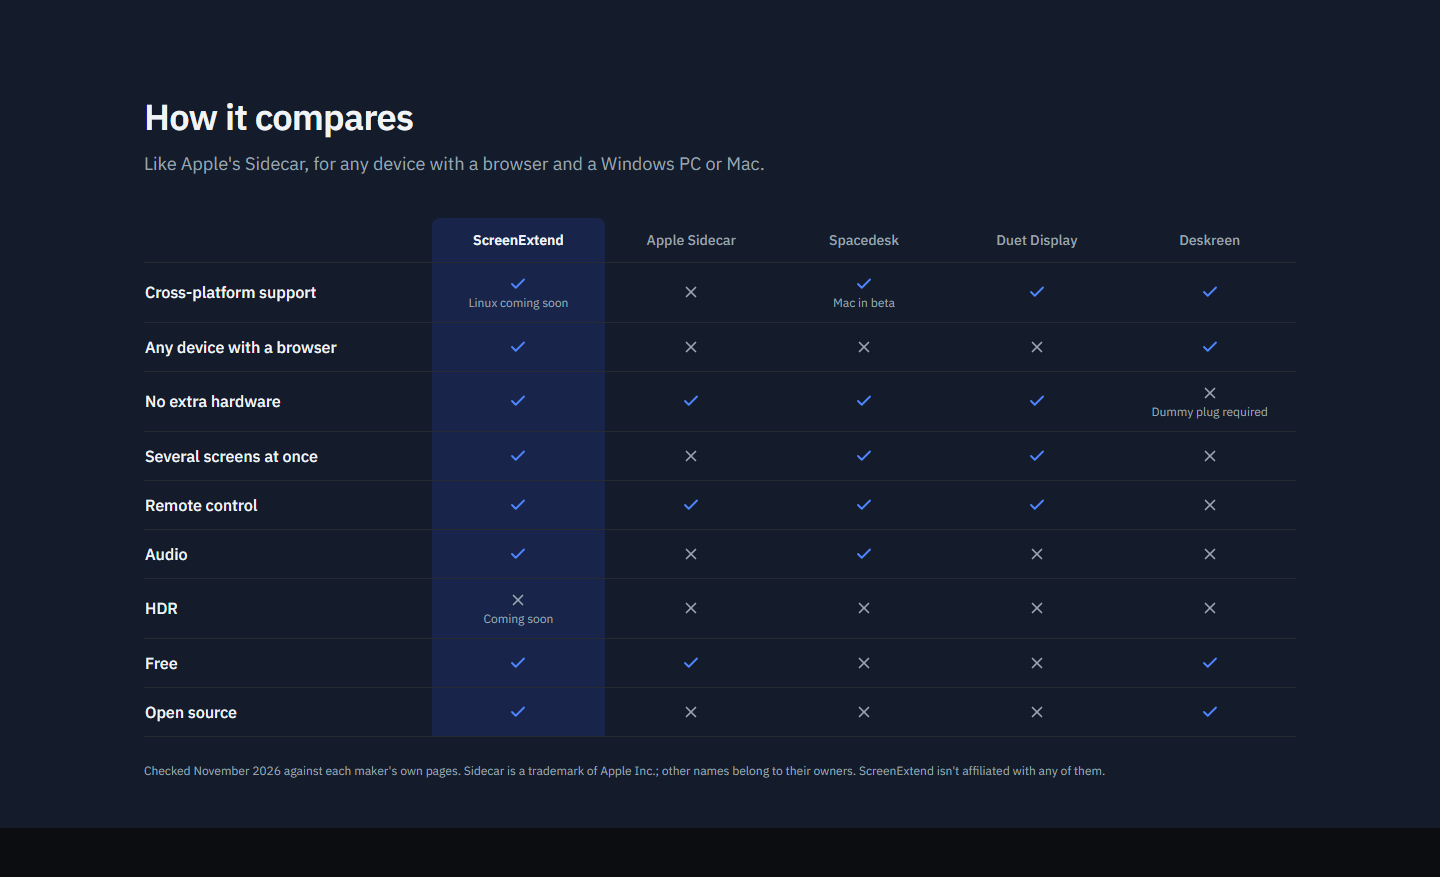 How it compares
Like Apple's Sidecar, for any device with a browser and a Windows PC or Mac.
ScreenExtend Apple Sidecar Spacedesk Duet Display Deskreen
Cross-platform support
Linux coming soon Mac in beta
Any device with a browser
No extra hardware
Dummy plug required
Several screens at once
Remote control
Audio
HDR
Coming soon
Free
Open source
Checked November 2026 against each maker's own pages. Sidecar is a trademark of Apple Inc.; other names belong to their owners. ScreenExtend isn't affiliated with any of them.